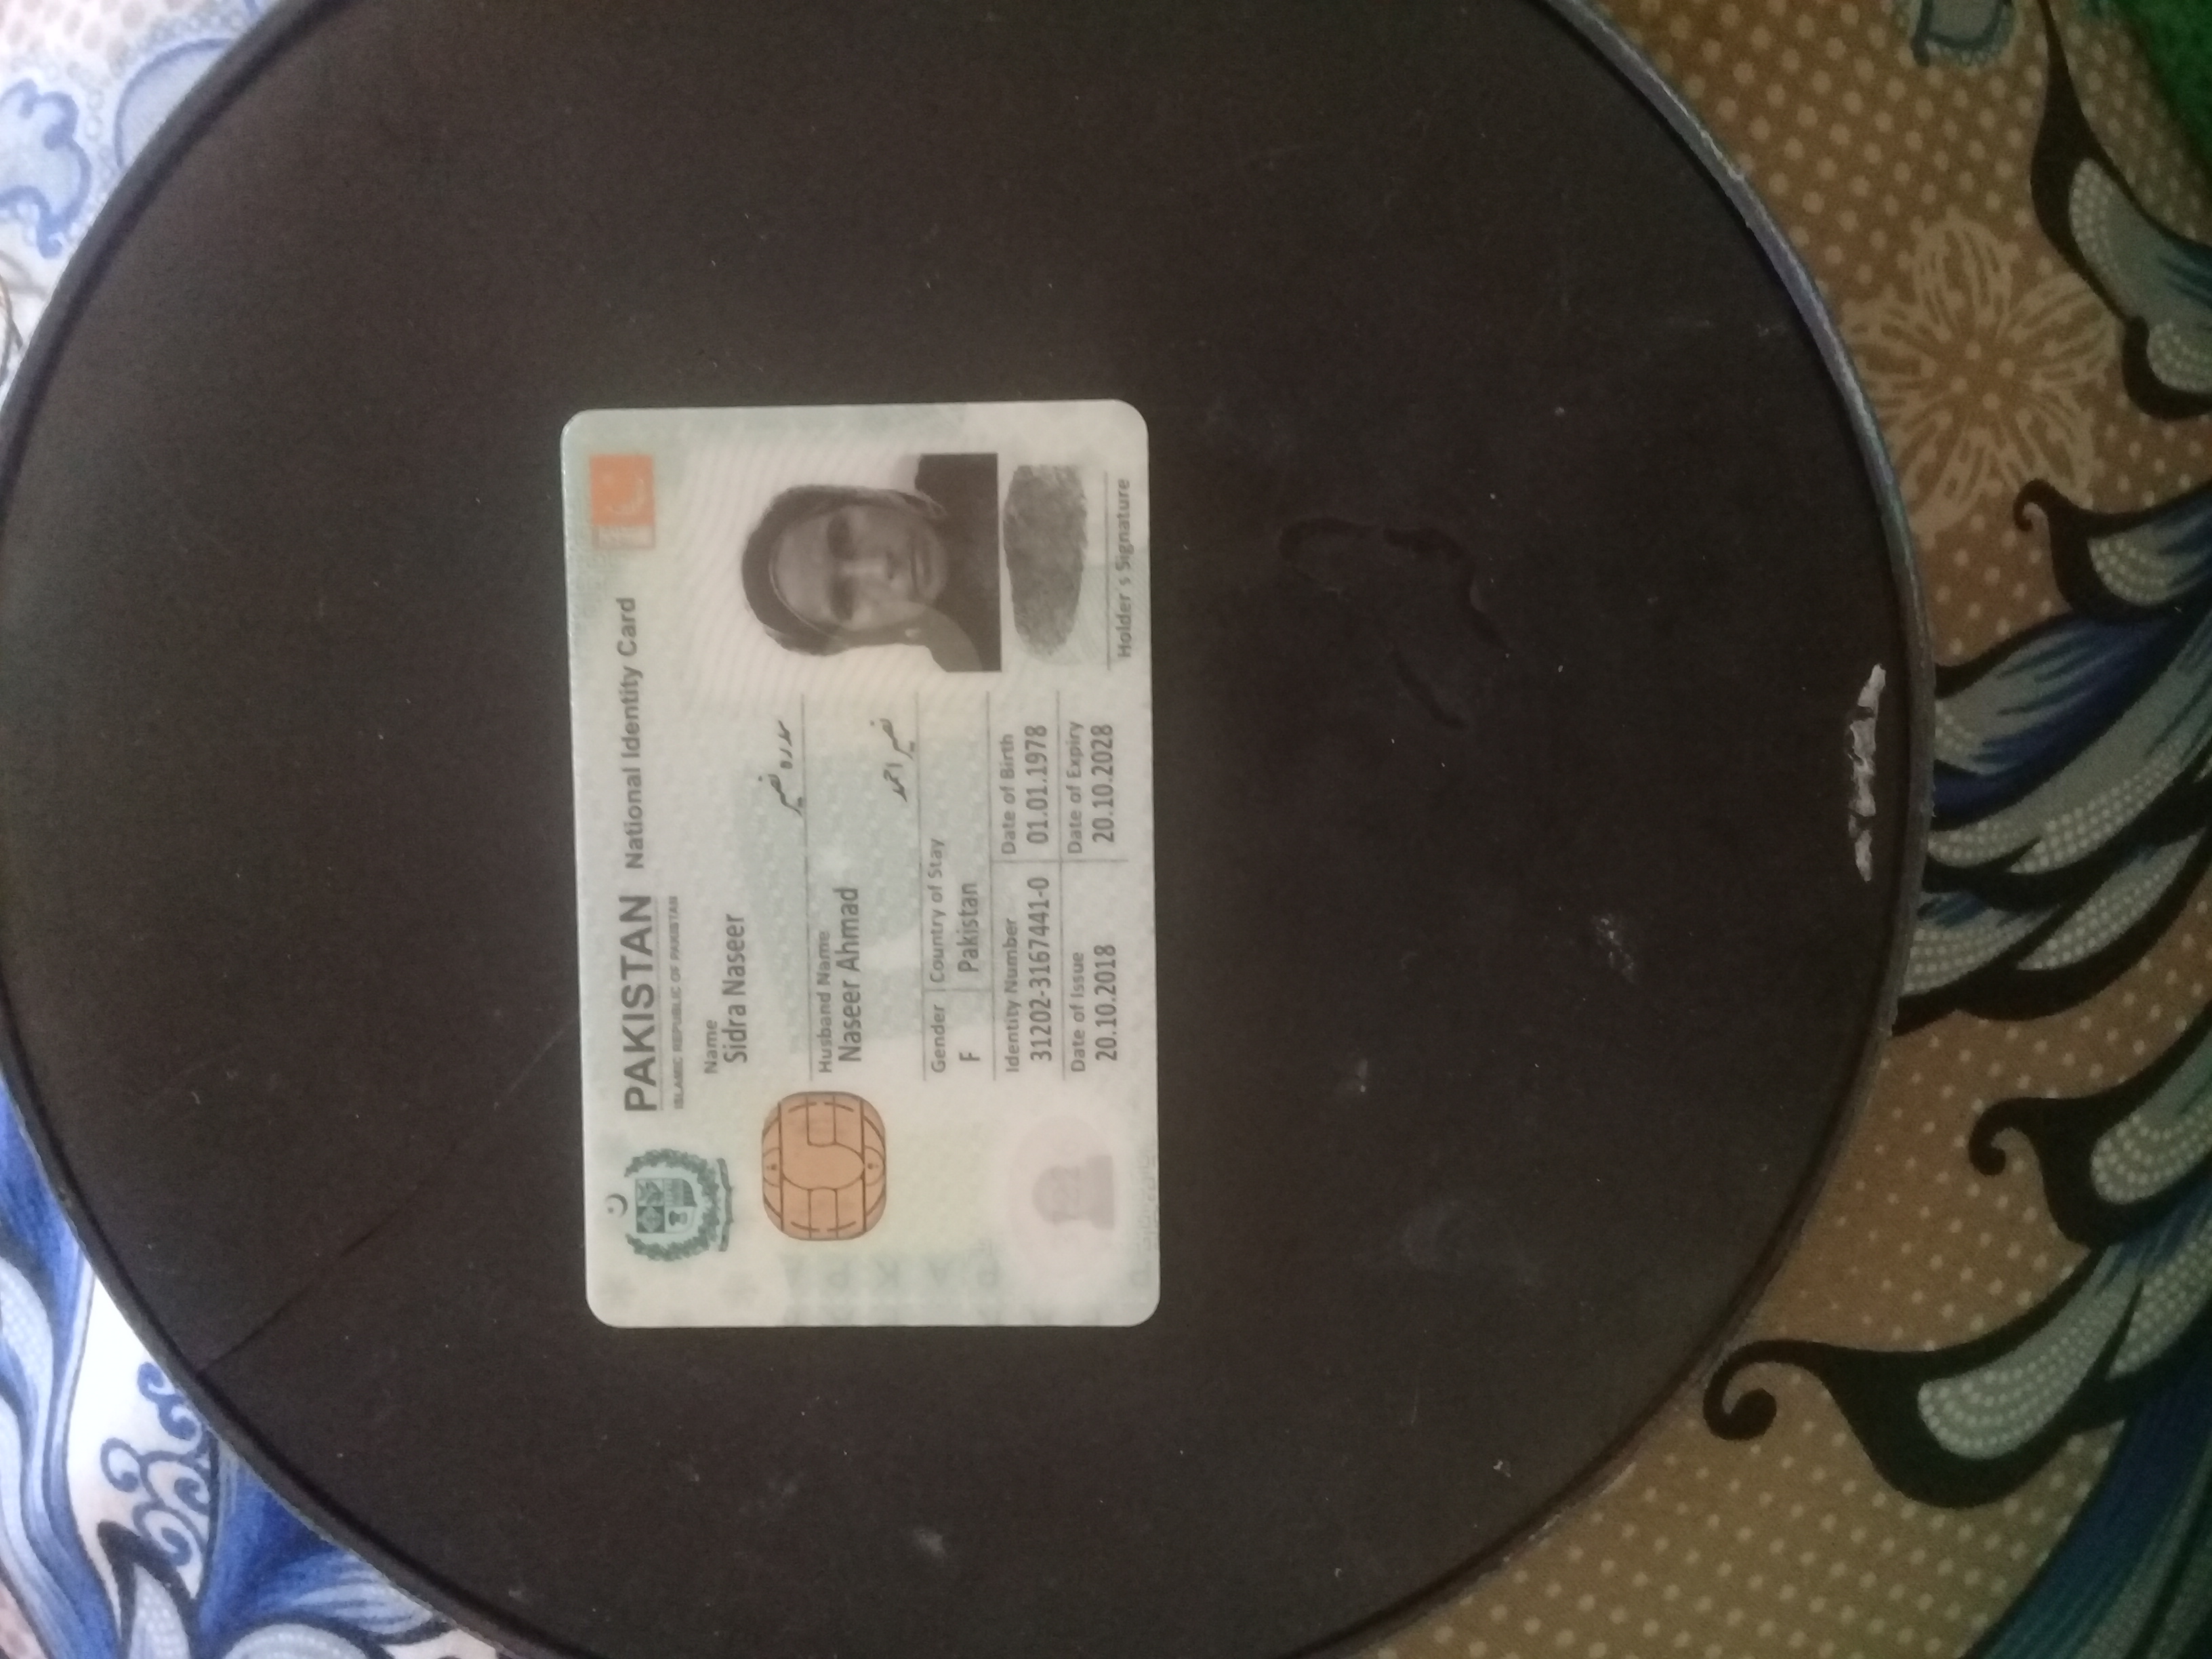 PAKISTAN National Identity Card
ISLAMIC REPUBLIC OF PAKISTAN
Name
Sidra Naseer
سدرہ نصیر
Husband Name
Naseer Ahmad
نصیر احمد
Gender Country of Stay
F Pakistan
Identity Number Date of Birth
31202-3167441-0 01.01.1978
Date of Issue Date of Expiry
20.10.2018 20.10.2028
Holder's Signature